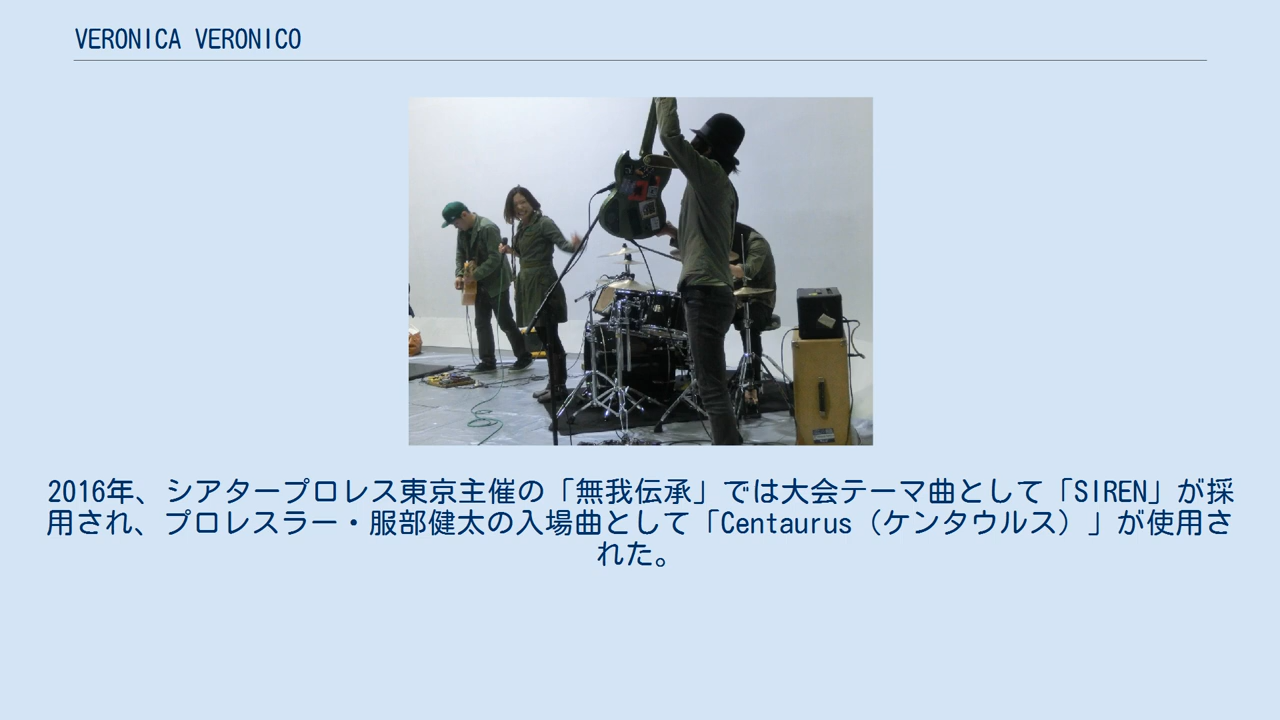 VERONICA VERONICO
2016年、シアタープロレス東京主催の「無我伝承」では大会テーマ曲として「SIREN」が採
用され、プロレスラー・服部健太の入場曲として「Centaurus（ケンタウルス）」が使用さ
れた。